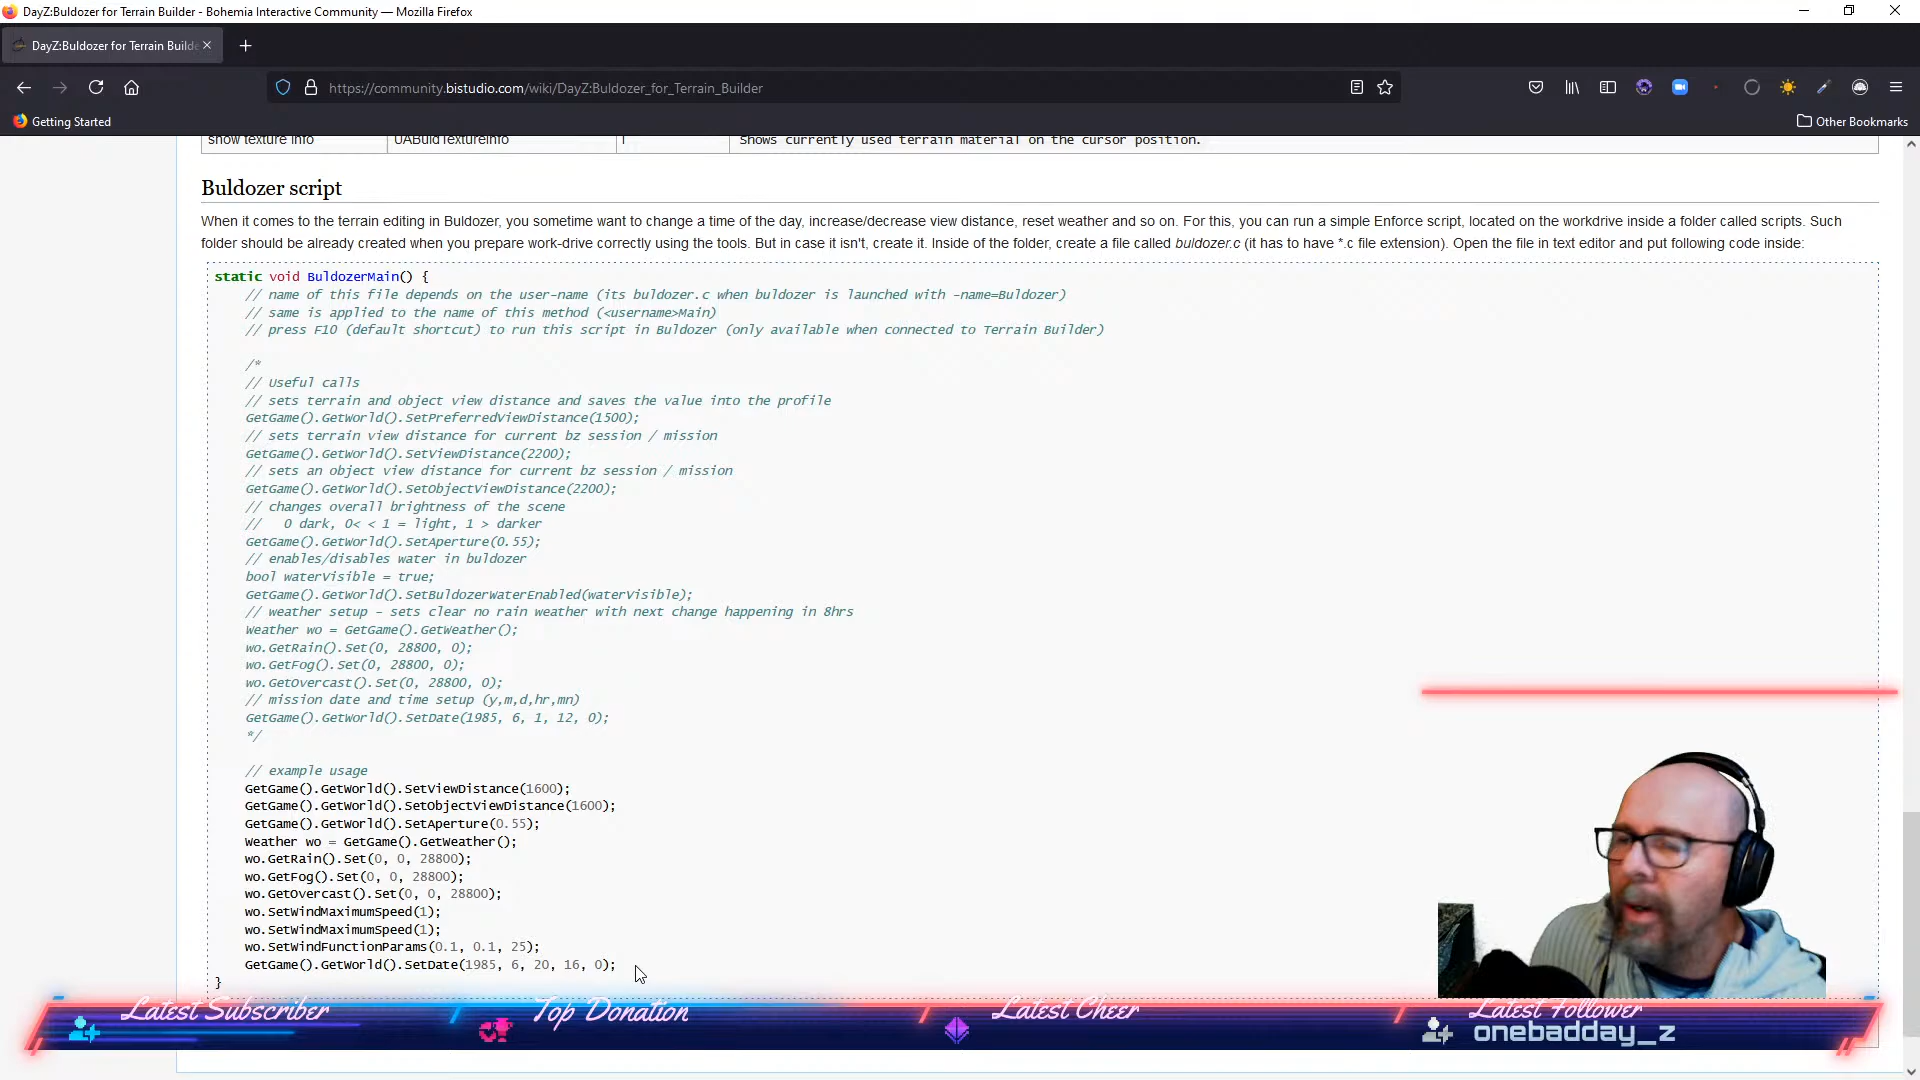 DayZ:Buldozer for Terrain Builder - Bohemia Interactive Community — Mozilla Firefox
DayZ:Buldozer for Terrain Builde
https://community.bistudio.com/wiki/DayZ:Buldozer_for_Terrain_Builder
Getting Started
Other Bookmarks
show texture info UABuldTextureInfo T Shows currently used terrain material on the cursor position.
Buldozer script
When it comes to the terrain editing in Buldozer, you sometime want to change a time of the day, increase/decrease view distance, reset weather and so on. For this, you can run a simple Enforce script, located on the workdrive inside a folder called scripts. Such
folder should be already created when you prepare work-drive correctly using the tools. But in case it isn't, create it. Inside of the folder, create a file called buldozer.c (it has to have *.c file extension). Open the file in text editor and put following code inside:
static void BuldozerMain() {
// name of this file depends on the user-name (its buldozer.c when buldozer is launched with -name=Buldozer)
// same is applied to the name of this method (<username>Main)
// press F10 (default shortcut) to run this script in Buldozer (only available when connected to Terrain Builder)
/*
// Useful calls
// sets terrain and object view distance and saves the value into the profile
GetGame().GetWorld().SetPreferredViewDistance(1500);
// sets terrain view distance for current bz session / mission
GetGame().GetWorld().SetViewDistance(2200);
// sets an object view distance for current bz session / mission
GetGame().GetWorld().SetObjectViewDistance(2200);
// changes overall brightness of the scene
// 0 dark, 0< < 1 = light, 1 > darker
GetGame().GetWorld().SetAperture(0.55);
// enables/disables water in buldozer
bool waterVisible = true;
GetGame().GetWorld().SetBuldozerWaterEnabled(waterVisible);
// weather setup - sets clear no rain weather with next change happening in 8hrs
Weather wo = GetGame().GetWeather();
wo.GetRain().Set(0, 28800, 0);
wo.GetFog().Set(0, 28800, 0);
wo.GetOvercast().Set(0, 28800, 0);
// mission date and time setup (y,m,d,hr,mn)
GetGame().GetWorld().SetDate(1985, 6, 1, 12, 0);
*/
// example usage
GetGame().GetWorld().SetViewDistance(1600);
GetGame().GetWorld().SetObjectViewDistance(1600);
GetGame().GetWorld().SetAperture(0.55);
Weather wo = GetGame().GetWeather();
wo.GetRain().Set(0, 0, 28800);
wo.GetFog().Set(0, 0, 28800);
wo.GetOvercast().Set(0, 0, 28800);
wo.SetWindMaximumSpeed(1);
wo.SetWindMaximumSpeed(1);
wo.SetWindFunctionParams(0.1, 0.1, 25);
GetGame().GetWorld().SetDate(1985, 6, 20, 16, 0);
}
Latest Subscriber Top Donation Latest Cheer Latest Follower
onebadday_z